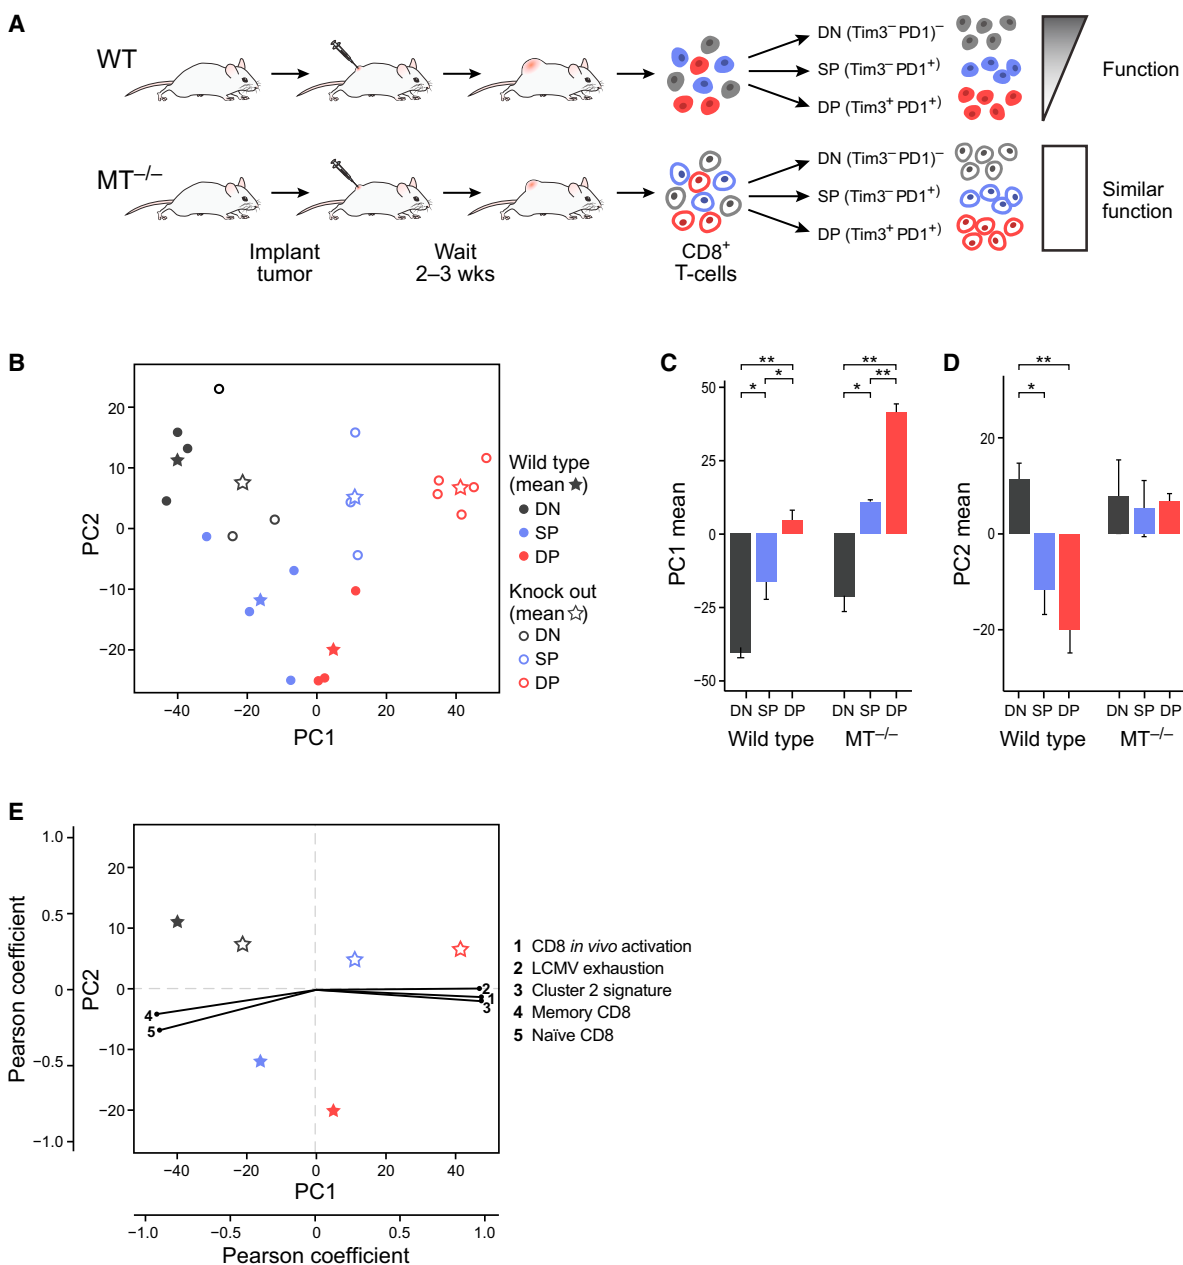 A
WT
DN (Tim3– PD1)–
SP (Tim3– PD1+)
DP (Tim3+ PD1+)
Function
MT–/–
DN (Tim3– PD1)–
SP (Tim3– PD1+)
DP (Tim3+ PD1+)
Similar
function
Implant
tumor
Wait
2–3 wks
CD8+
T-cells
B
20
10
0
−10
−20
PC2
−40 −20 0 20 40
PC1
Wild type
(mean ★)
DN
SP
DP
Knock out
(mean ☆)
DN
SP
DP
C
** * * ** ** *
50
25
0
−25
−50
PC1 mean
DN SP DP DN SP DP
Wild type MT–/–
D
** *
20
0
−20
PC2 mean
DN SP DP DN SP DP
Wild type MT–/–
E
1.0
0.5
0
−0.5
−1.0
Pearson coefficient
20
10
0
−10
−20
PC2
4
5
2
1
3
−40 −20 0 20 40
PC1
−1.0 −0.5 0 0.5 1.0
Pearson coefficient
1 CD8 in vivo activation
2 LCMV exhaustion
3 Cluster 2 signature
4 Memory CD8
5 Naïve CD8